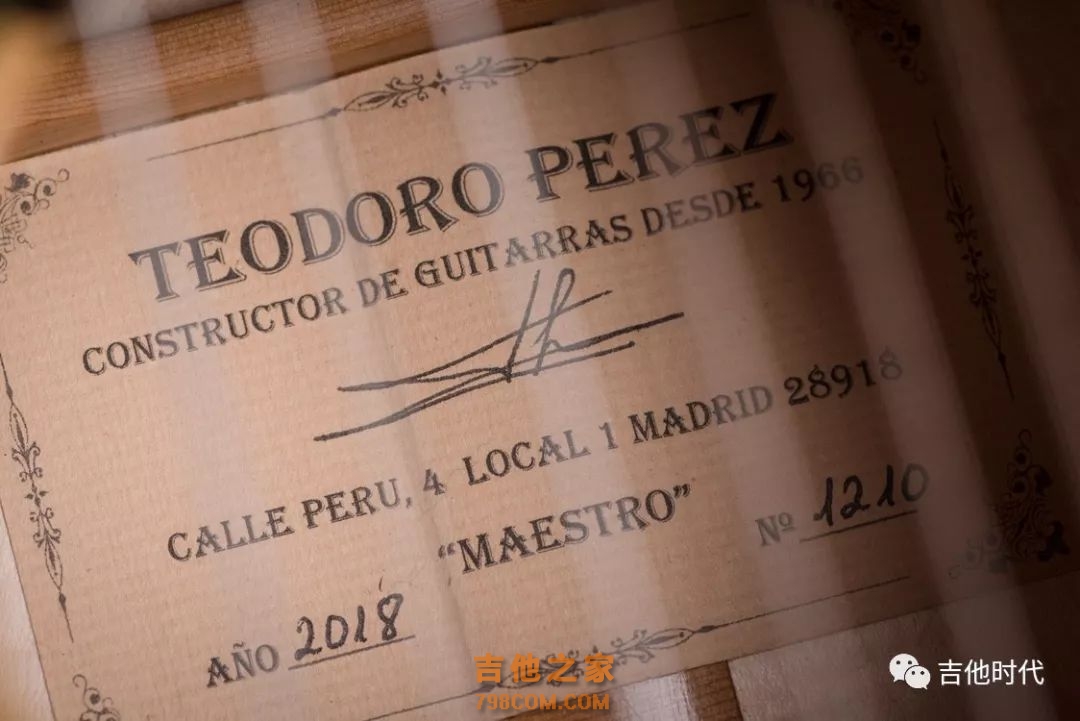 TEODORO PEREZ
CONSTRUCTOR DE GUITARRAS DESDE 1966
CALLE PERU, 4 LOCAL 1 MADRID 28918
“MAESTRO”
Nº 1210
AÑO 2018
吉他之家
798COM.COM
吉他时代